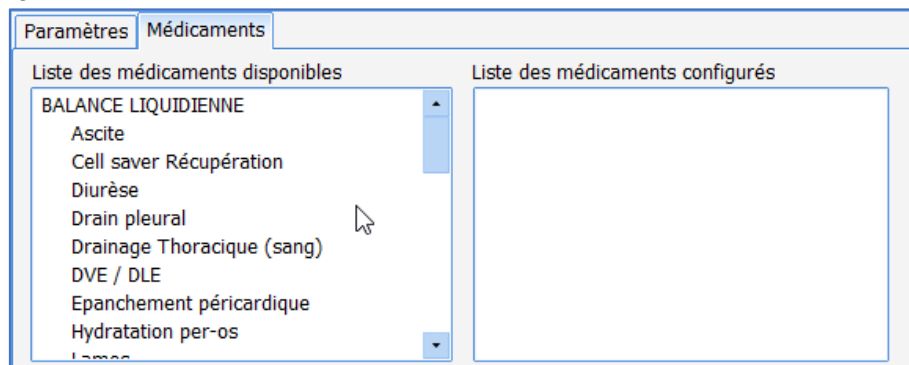 Paramètres Médicaments
Liste des médicaments disponibles
Liste des médicaments configurés
BALANCE LIQUIDIENNE
Ascite
Cell saver Récupération
Diurèse
Drain pleural
Drainage Thoracique (sang)
DVE / DLE
Epanchement péricardique
Hydratation per-os